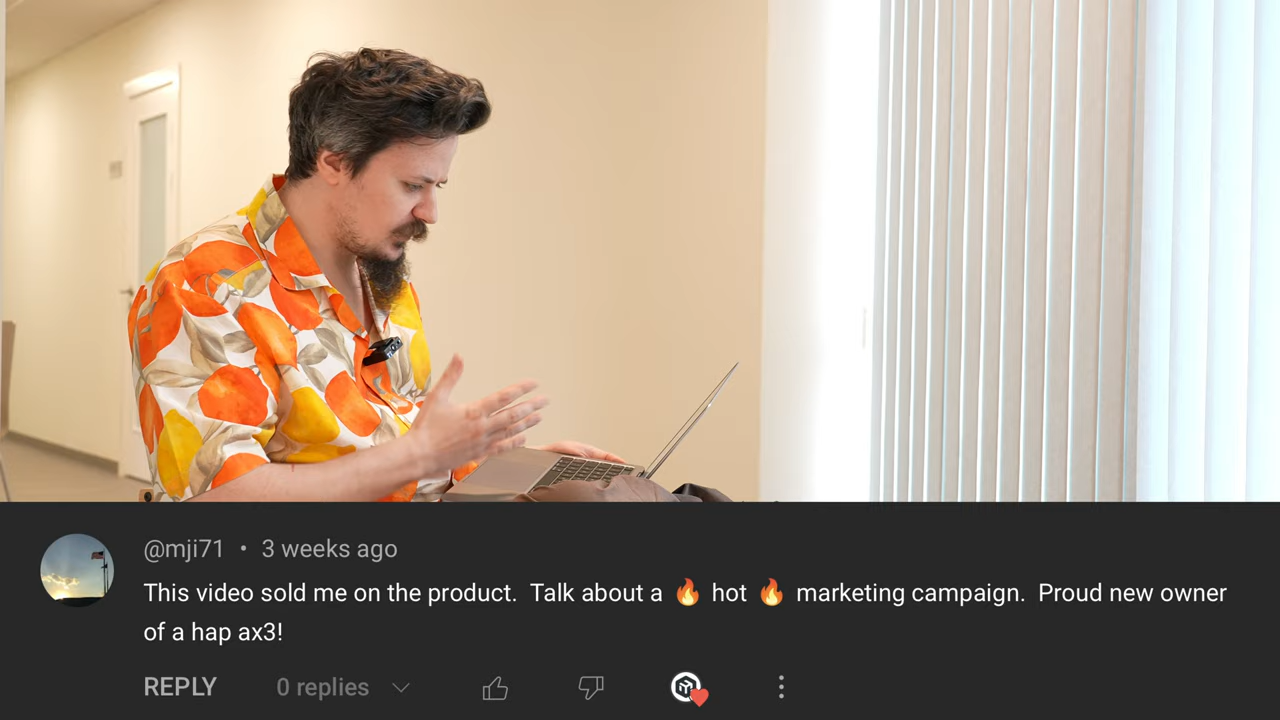 @mji71 • 3 weeks ago
This video sold me on the product. Talk about a 🔥 hot 🔥 marketing campaign. Proud new owner
of a hap ax3!
REPLY 0 replies